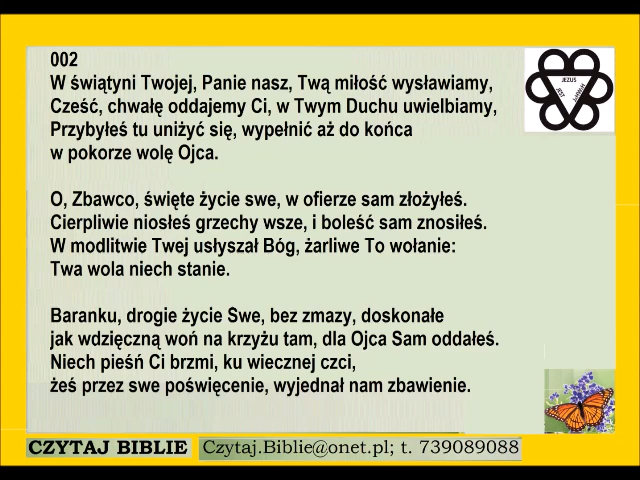 002
W świątyni Twojej, Panie nasz, Twą miłość wysławiamy,
Cześć, chwałę oddajemy Ci, w Twym Duchu uwielbiamy,
Przybyłeś tu uniżyć się, wypełnić aż do końca
w pokorze wolę Ojca.
O, Zbawco, święte życie swe, w ofierze sam złożyłeś.
Cierpliwie niosłeś grzechy wsze, i boleść sam znosiłeś.
W modlitwie Twej usłyszał Bóg, żarliwe To wołanie:
Twa wola niech stanie.
Baranku, drogie życie Swe, bez zmazy, doskonałe
jak wdzięczną woń na krzyżu tam, dla Ojca Sam oddałeś.
Niech pieśń Ci brzmi, ku wiecznej czci,
żeś przez swe poświęcenie, wyjednał nam zbawienie.
JEZUS
JEST
CZYTAJ BIBLIE
Czytaj.Biblie@onet.pl; t. 739089088